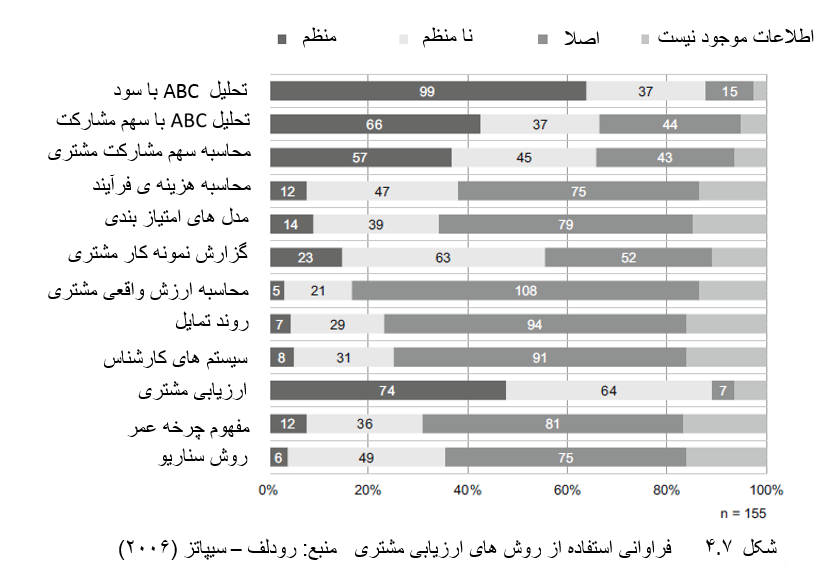 منظم نا منظم اصلا اطلاعات موجود نیست
تحلیل ABC با سود 99 37 15
تحلیل ABC با سهم مشارکت 66 37 44
محاسبه سهم مشارکت مشتری 57 45 43
محاسبه هزینه ی فرآیند 12 47 75
مدل های امتیاز بندی 14 39 79
گزارش نمونه کار مشتری 23 63 52
محاسبه ارزش واقعی مشتری 5 21 108
روند تمایل 7 29 94
سیستم های کارشناس 8 31 91
ارزیابی مشتری 74 64 7
مفهوم چرخه عمر 12 36 81
روش سناریو 6 49 75
0% 20% 40% 60% 80% 100%
n = 155
شکل ۴.۷ فراوانی استفاده از روش های ارزیابی مشتری منبع: رودلف – سیپاتز (۲۰۰۶)